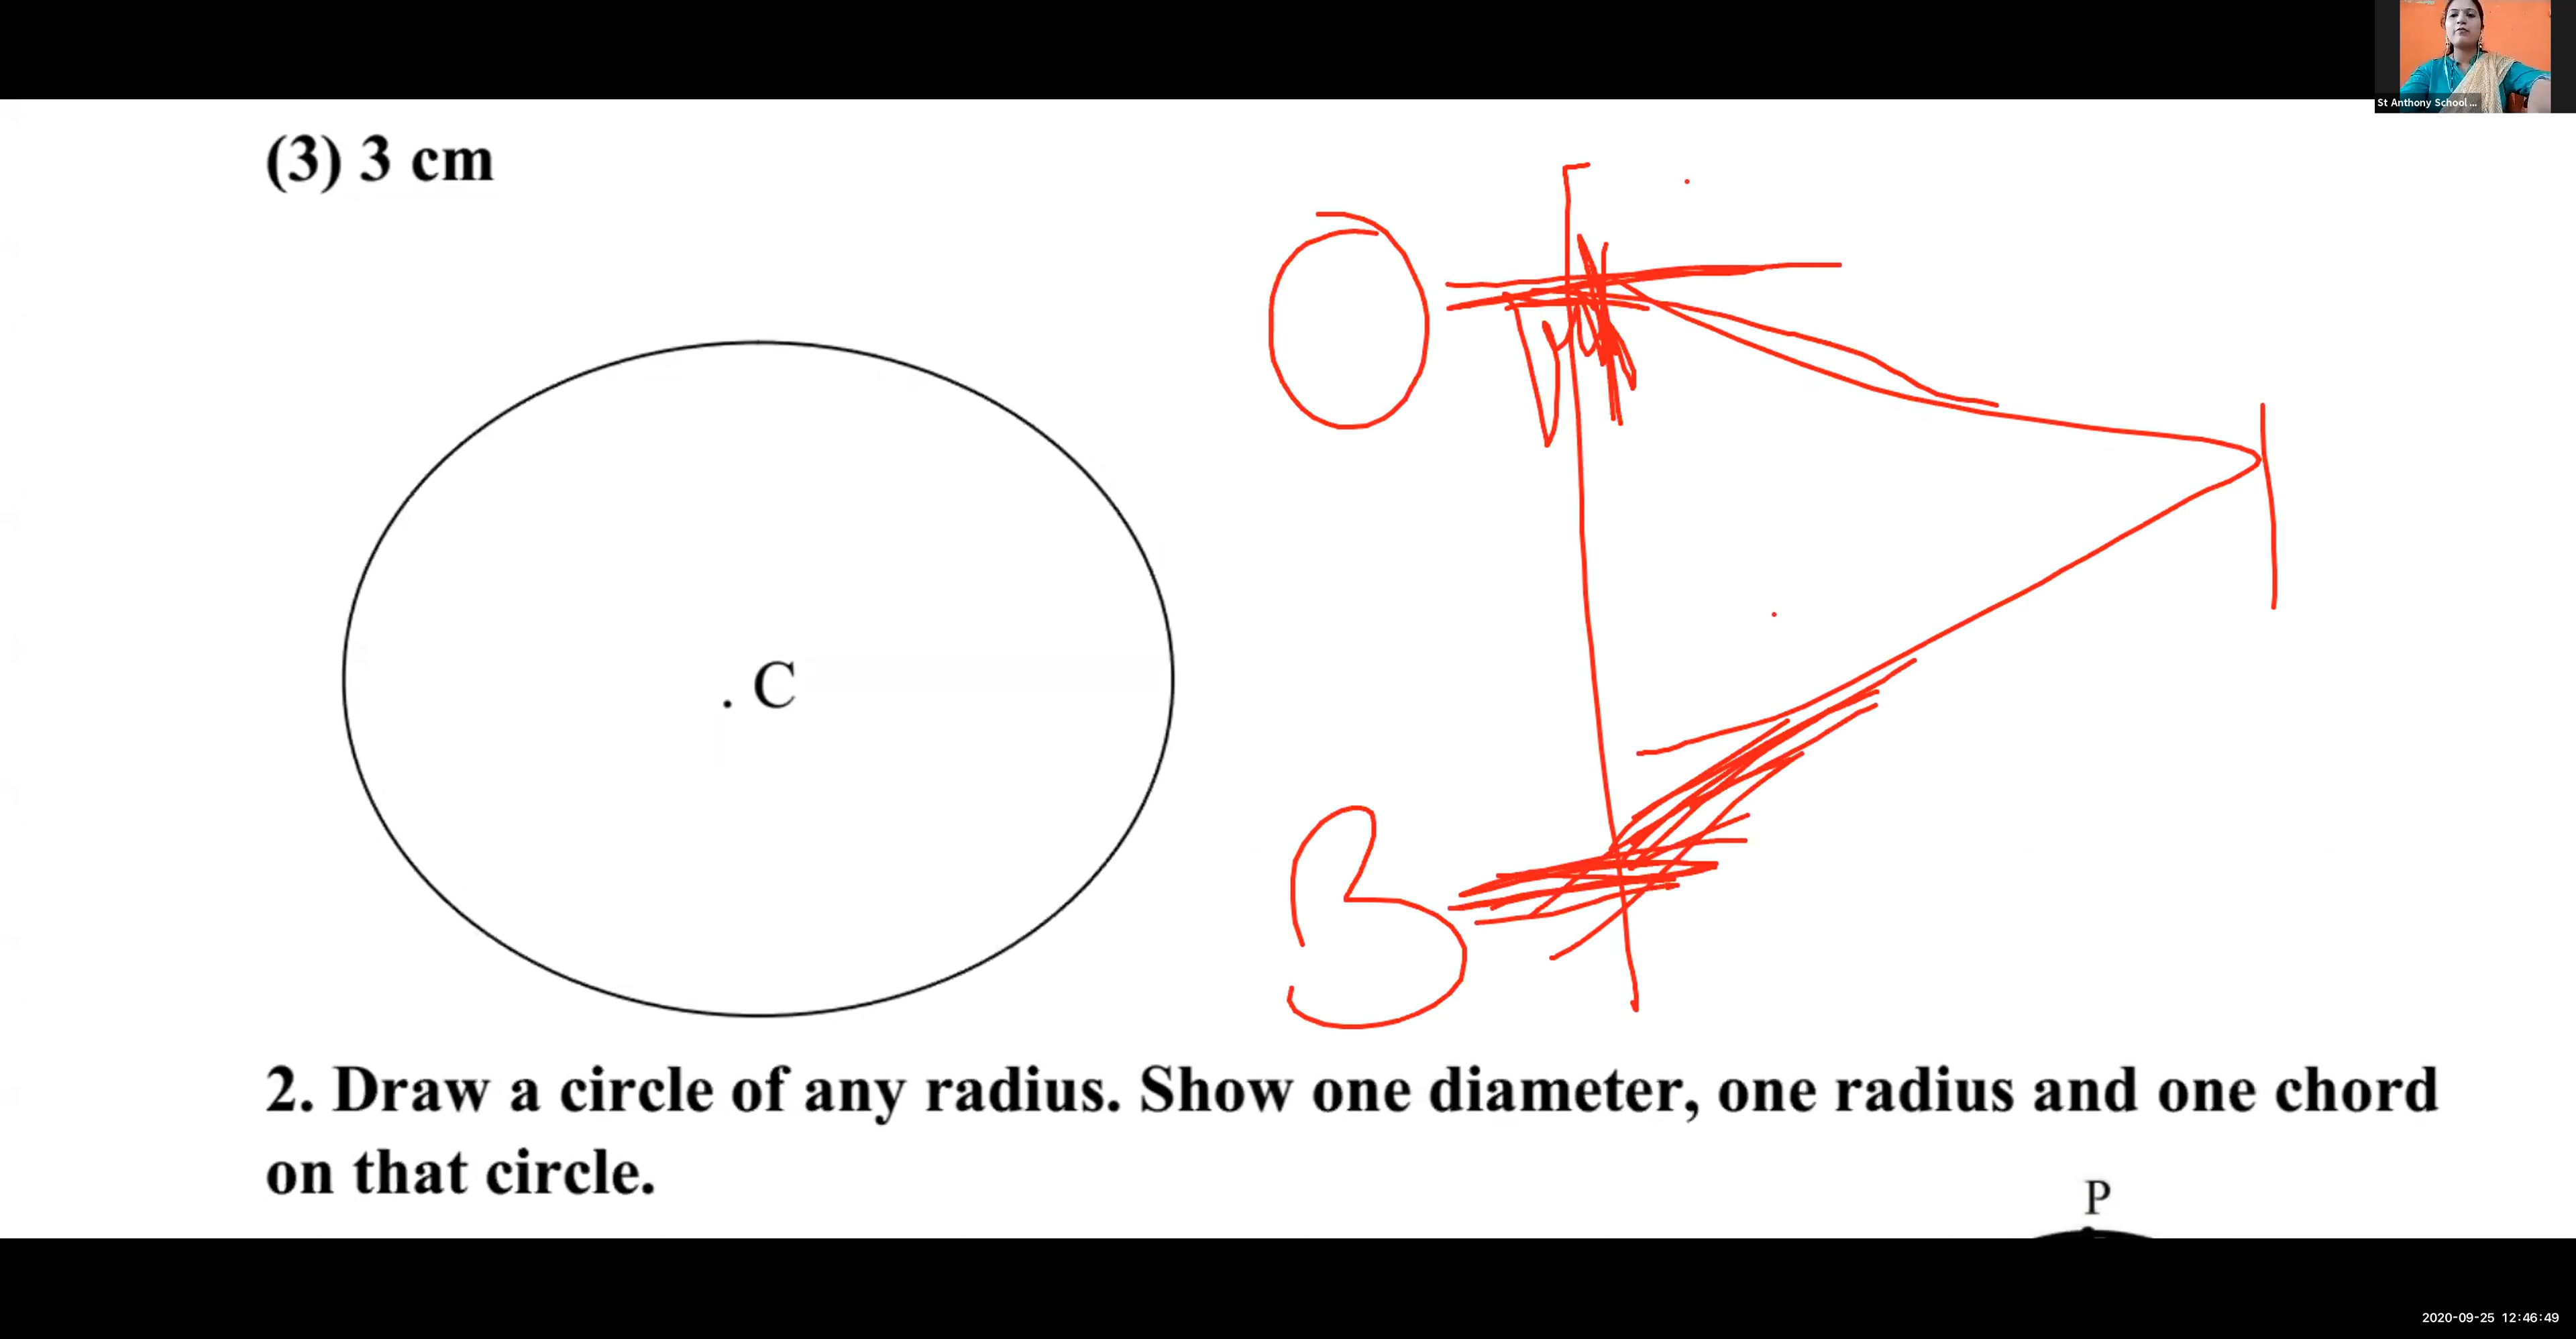 St Anthony School ...
(3) 3 cm
O
. C
B
2. Draw a circle of any radius. Show one diameter, one radius and one chord
on that circle.
P
2020-09-25 12:46:49